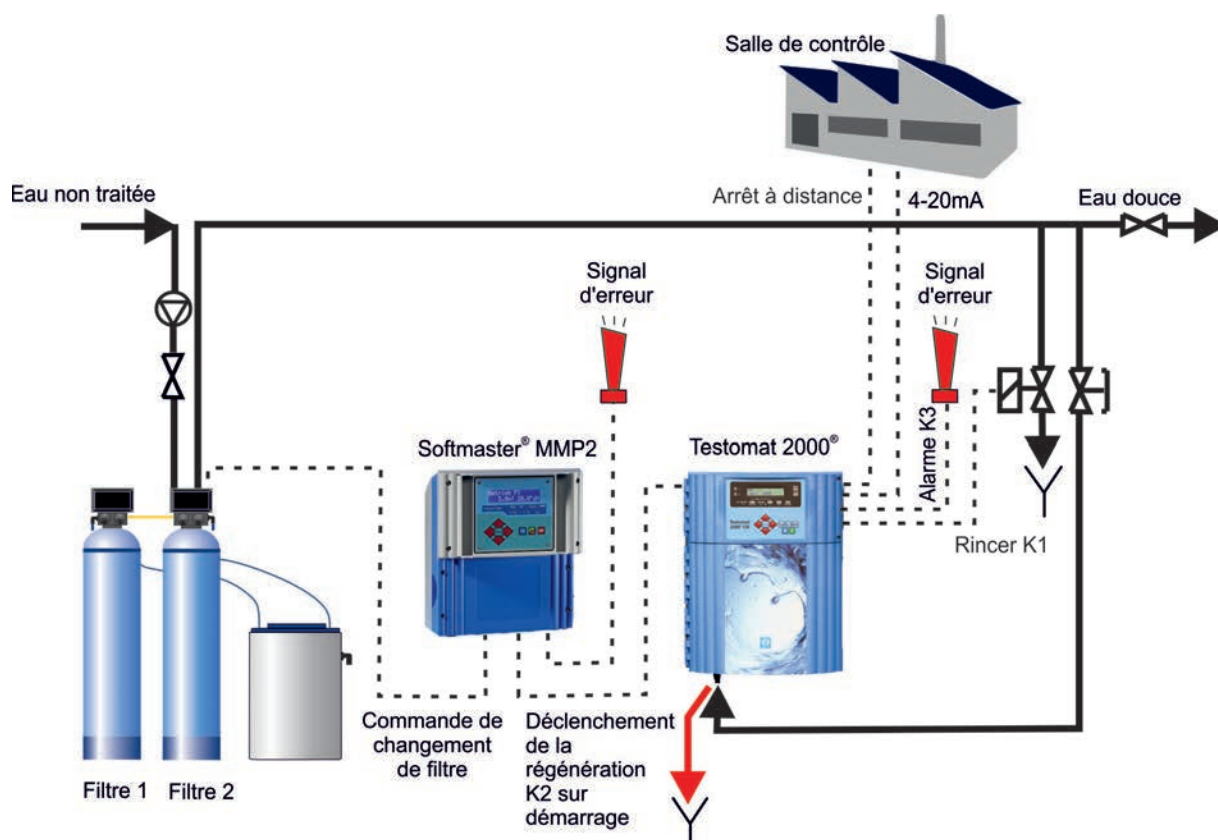 Salle de contrôle
Eau non traitée
Arrêt à distance
4-20mA
Eau douce
Signal
d'erreur
Signal
d'erreur
Alarme K3
Softmaster® MMP2
Testomat 2000®
Rincer K1
Commande de
changement
de filtre
Déclenchement
de la
régénération
K2 sur
démarrage
Filtre 1
Filtre 2